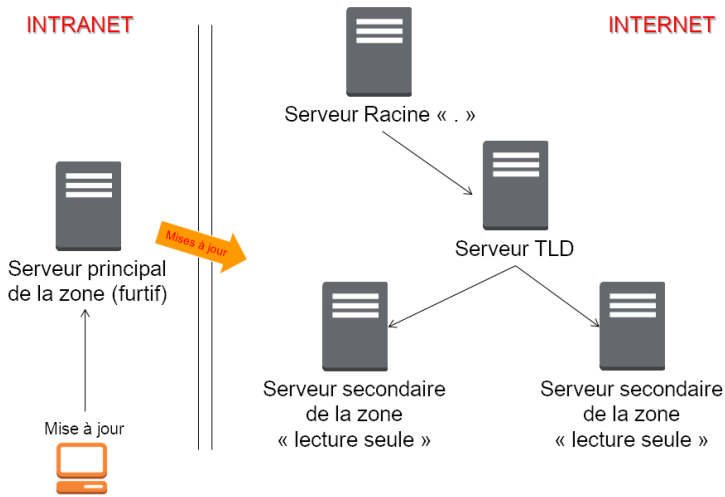 INTRANET
INTERNET
Serveur Racine « . »
Mises à jour
Serveur TLD
Serveur principal
de la zone (furtif)
Mise à jour
Serveur secondaire
de la zone
« lecture seule »
Serveur secondaire
de la zone
« lecture seule »